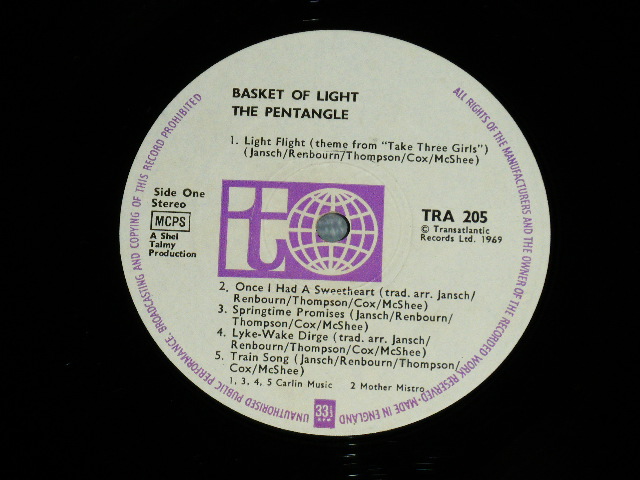 BASKET OF LIGHT
THE PENTANGLE
1. Light Flight (theme from "Take Three Girls")
(Jansch/Renbourn/Thompson/Cox/McShee)
Side One
Stereo
MCPS
A Shel
Talmy
Production
it
TRA 205
© Transatlantic
Records Ltd. 1969
2. Once I Had A Sweetheart (trad. arr. Jansch/
Renbourn/Thompson/Cox/McShee)
3. Springtime Promises (Jansch/Renbourn/
Thompson/Cox/McShee)
4. Lyke-Wake Dirge (trad. arr. Jansch/
Renbourn/Thompson/Cox/McShee)
5. Train Song (Jansch/Renbourn/Thompson/
Cox/McShee)
1, 3, 4, 5 Carlin Music 2 Mother Mistro
33⅓
RPM
ALL RIGHTS OF THE MANUFACTURERS AND THE OWNER OF THE RECORDED WORK RESERVED-MADE IN ENGLAND
UNAUTHORISED PUBLIC PERFORMANCE, BROADCASTING AND COPYING OF THIS RECORD PROHIBITED